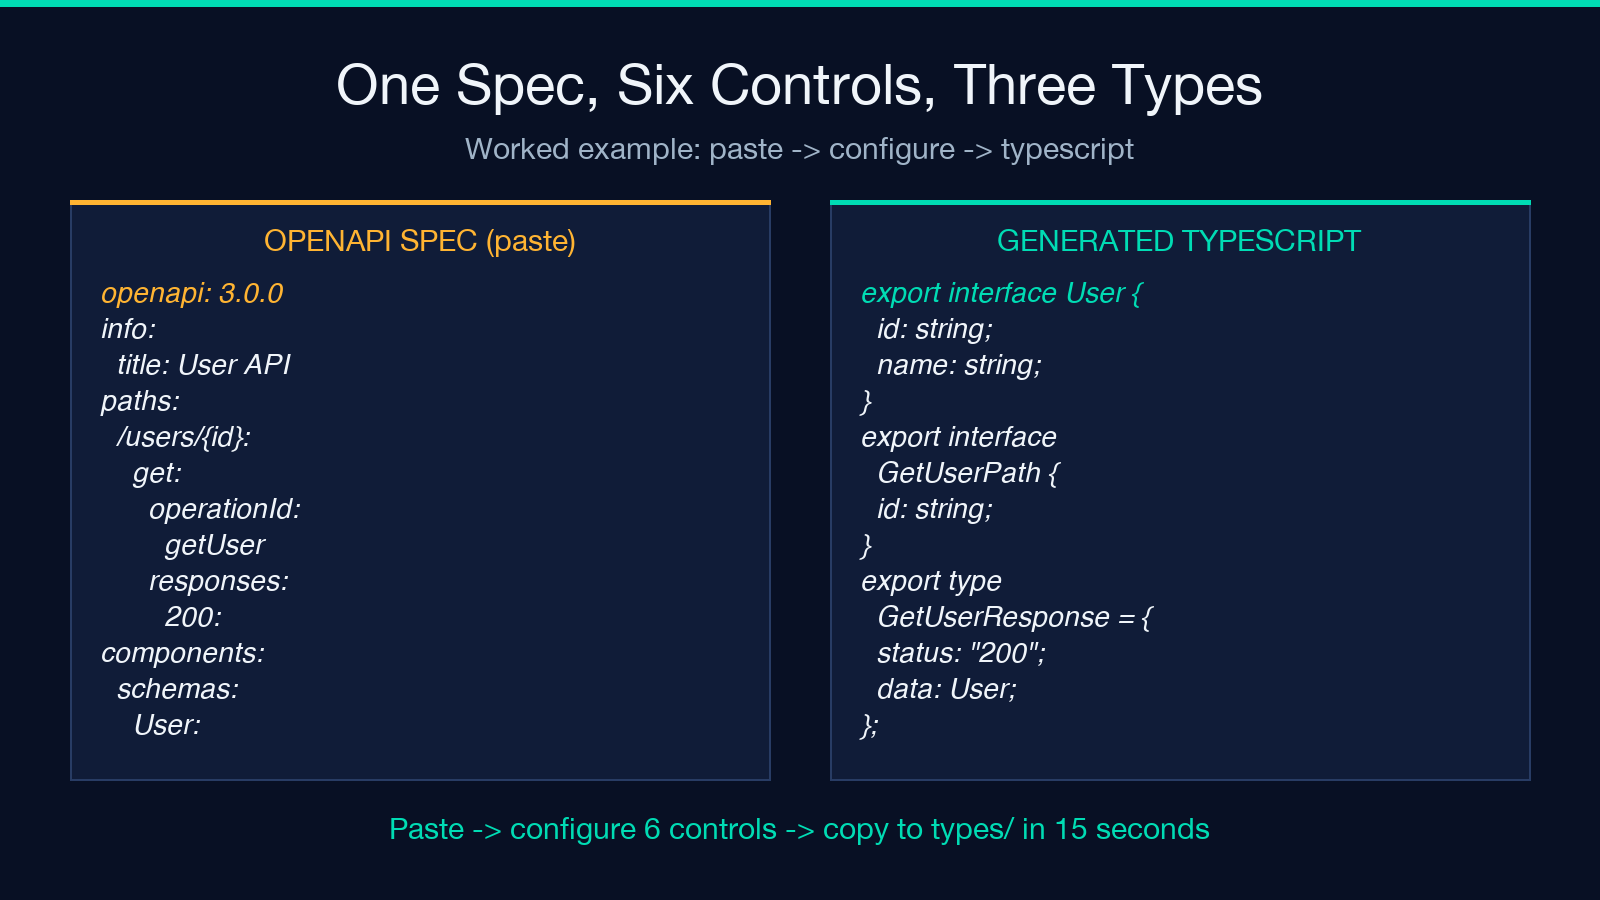 One Spec, Six Controls, Three Types
Worked example: paste -> configure -> typescript
OPENAPI SPEC (paste)
openapi: 3.0.0
info:
  title: User API
paths:
  /users/{id}:
    get:
      operationId:
        getUser
      responses:
        200:
components:
  schemas:
    User:
GENERATED TYPESCRIPT
export interface User {
  id: string;
  name: string;
}
export interface
  GetUserPath {
  id: string;
}
export type
  GetUserResponse = {
  status: "200";
  data: User;
};
Paste -> configure 6 controls -> copy to types/ in 15 seconds